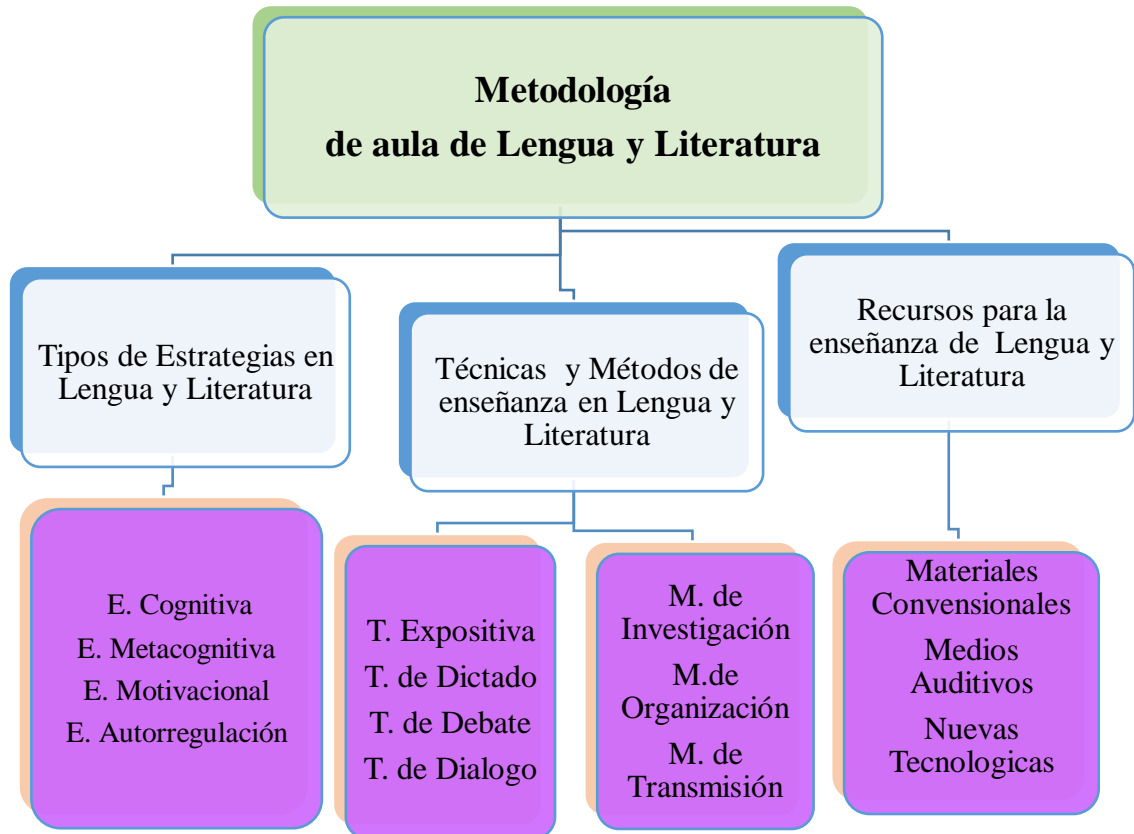 Metodología
de aula de Lengua y Literatura
Tipos de Estrategias en
Lengua y Literatura
Técnicas y Métodos de
enseñanza en Lengua y
Literatura
Recursos para la
enseñanza de Lengua y
Literatura
E. Cognitiva
E. Metacognitiva
E. Motivacional
E. Autorregulación
T. Expositiva
T. de Dictado
T. de Debate
T. de Dialogo
M. de
Investigación
M.de
Organización
M. de
Transmisión
Materiales
Convensionales
Medios
Auditivos
Nuevas
Tecnologicas